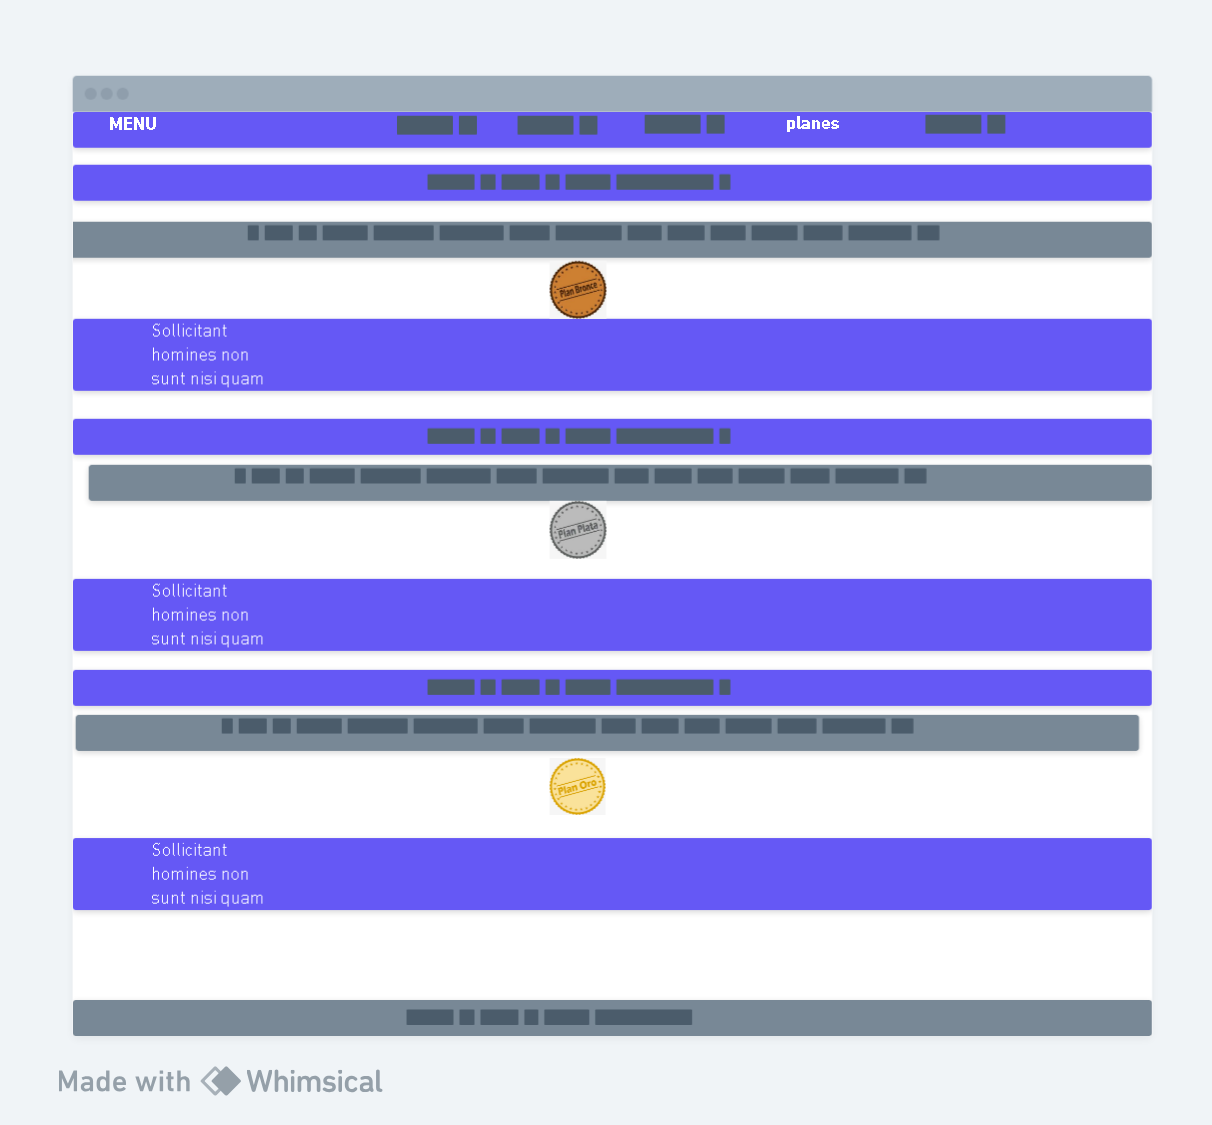 MENU planes
Plan Bronce
Sollicitant
homines non
sunt nisi quam
Plan Plata
Sollicitant
homines non
sunt nisi quam
Plan Oro
Sollicitant
homines non
sunt nisi quam
Made with Whimsical